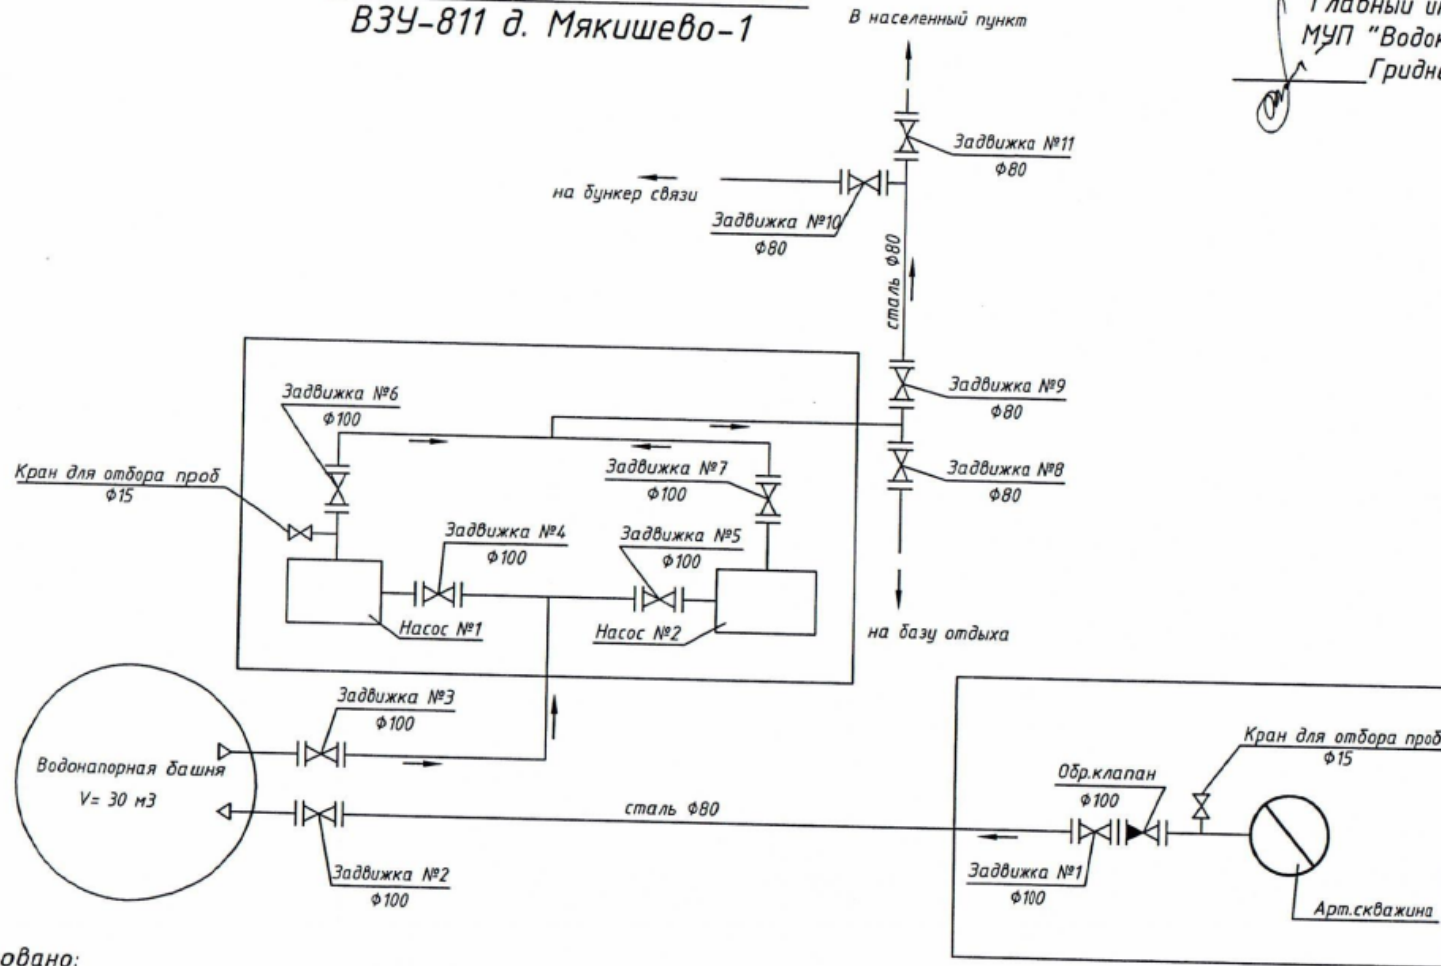 ВЗУ-811 д. Мякишево-1
В населенный пункт
Главный
МУП "Водок
Гридн
Задвижка №11
Ф80
на бункер связи
Задвижка №10
Ф80
сталь Ф80
Задвижка №9
Ф80
Задвижка №8
Ф80
на базу отдыха
Задвижка №6
Ф100
Кран для отбора проб
Ф15
Задвижка №7
Ф100
Задвижка №4
Ф100
Задвижка №5
Ф100
Насос №1
Насос №2
Задвижка №3
Ф100
Водонапорная башня
V= 30 м3
сталь Ф80
Задвижка №2
Ф100
Кран для отбора проб
Ф15
Обр.клапан
Ф100
Задвижка №1
Ф100
Арт.скважина
овано: